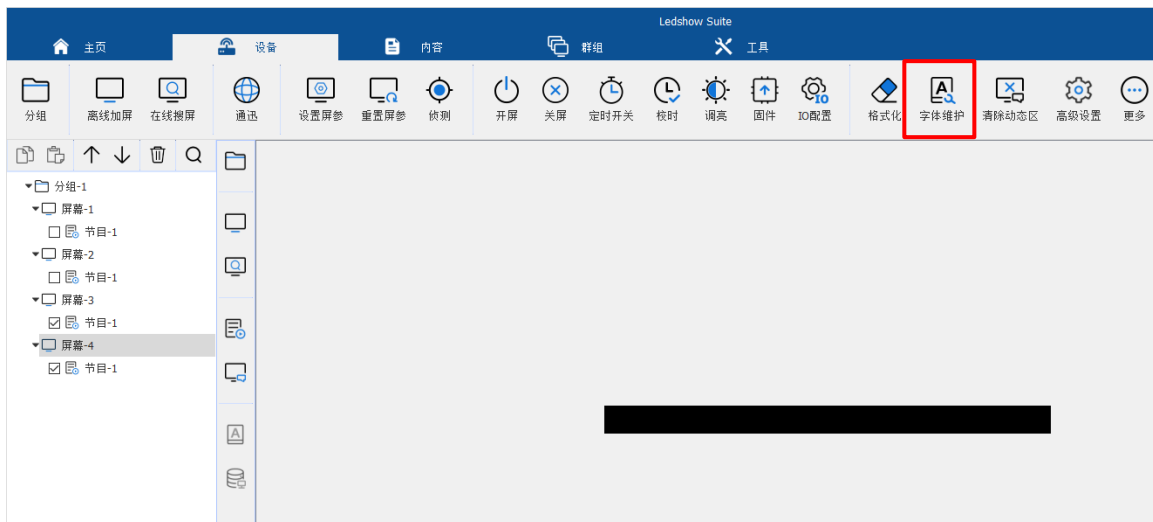 Ledshow Suite
主页 设备 内容 群组 工具
分组 离线加屏 在线搜屏 通迅 设置屏参 重置屏参 侦测 开屏 关屏 定时开关 校时 调亮 固件 IO配置 格式化 字体维护 清除动态区 高级设置 更多
分组-1
屏幕-1
节目-1
屏幕-2
节目-1
屏幕-3
节目-1
屏幕-4
节目-1